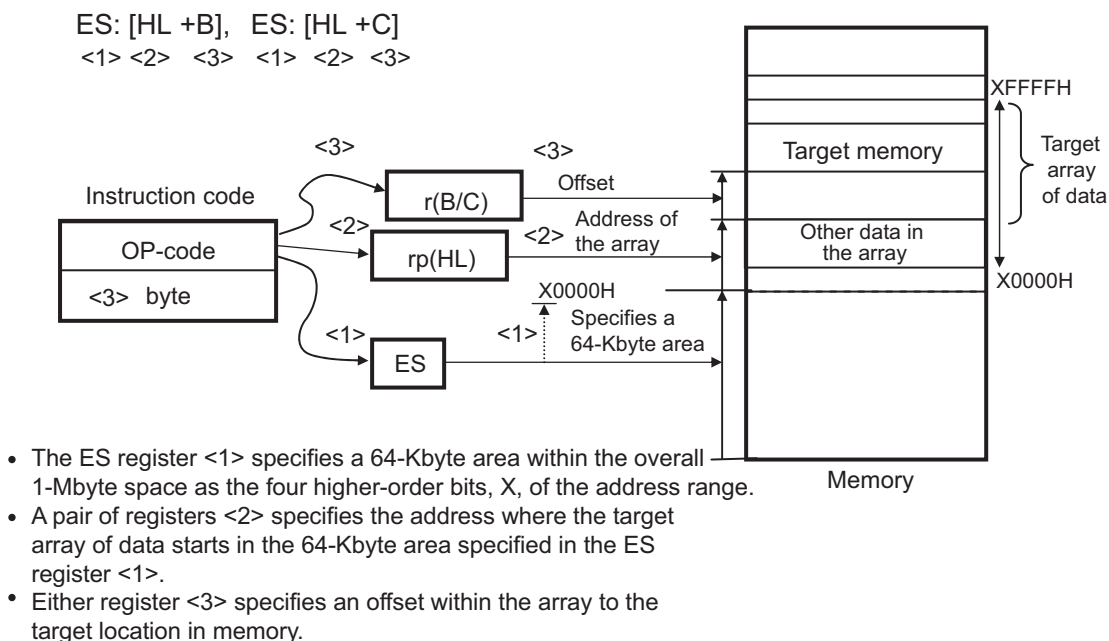 ES: [HL +B], ES: [HL +C]
<1> <2> <3> <1> <2> <3>
XFFFFH
Target
array
of data
<3>
<3>
Target memory
Instruction code
r(B/C)
Offset
OP-code
<2>
rp(HL)
<2>
Address of
the array
Other data in
the array
<3> byte
X0000H
X0000H
<1>
ES
<1>
Specifies a
64-Kbyte area
Memory
• The ES register <1> specifies a 64-Kbyte area within the overall
1-Mbyte space as the four higher-order bits, X, of the address range.
• A pair of registers <2> specifies the address where the target
array of data starts in the 64-Kbyte area specified in the ES
register <1>.
• Either register <3> specifies an offset within the array to the
target location in memory.